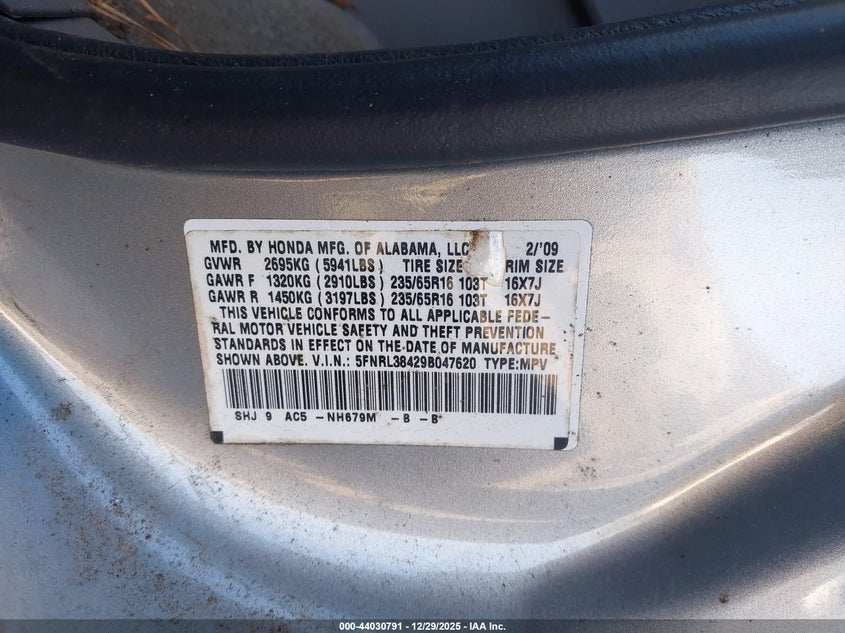 MFD. BY HONDA MFG. OF ALABAMA, LLC 2/'09
GVWR 2695KG (5941LBS) TIRE SIZE RIM SIZE
GAWR F 1320KG (2910LBS) 235/65R16 103T 16X7J
GAWR R 1450KG (3197LBS) 235/65R16 103T 16X7J
THIS VEHICLE CONFORMS TO ALL APPLICABLE FEDE-
RAL MOTOR VEHICLE SAFETY AND THEFT PREVENTION
STANDARDS IN EFFECT ON THE DATE OF MANUFACTURE
SHOWN ABOVE. V.I.N.: 5FNRL38429B047620 TYPE:MPV
SHJ 9 AC5 -NH679M -B -B
000-44030791 - 12/29/2025 - IAA Inc.